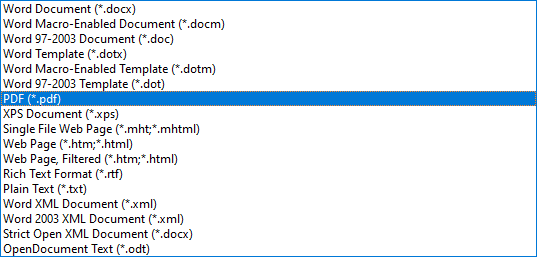 Word Document (*.docx)
Word Macro-Enabled Document (*.docm)
Word 97-2003 Document (*.doc)
Word Template (*.dotx)
Word Macro-Enabled Template (*.dotm)
Word 97-2003 Template (*.dot)
PDF (*.pdf)
XPS Document (*.xps)
Single File Web Page (*.mht;*.mhtml)
Web Page (*.htm;*.html)
Web Page, Filtered (*.htm;*.html)
Rich Text Format (*.rtf)
Plain Text (*.txt)
Word XML Document (*.xml)
Word 2003 XML Document (*.xml)
Strict Open XML Document (*.docx)
OpenDocument Text (*.odt)